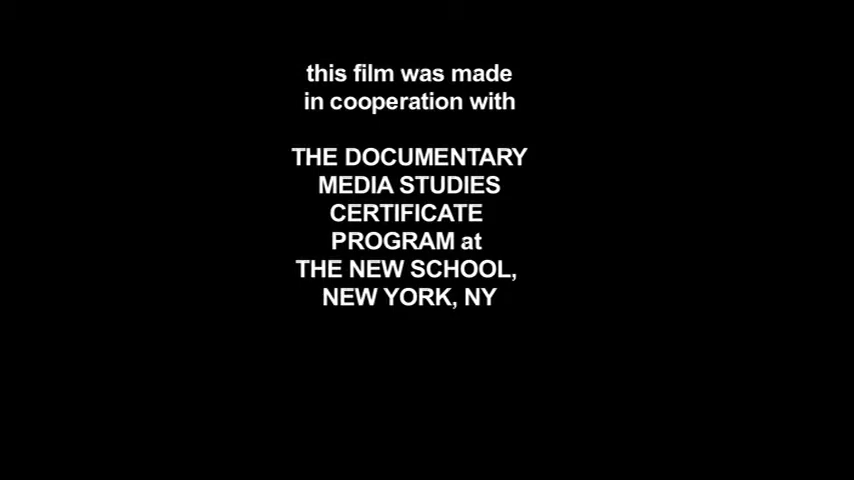 this film was made
in cooperation with
THE DOCUMENTARY
MEDIA STUDIES
CERTIFICATE
PROGRAM at
THE NEW SCHOOL,
NEW YORK, NY